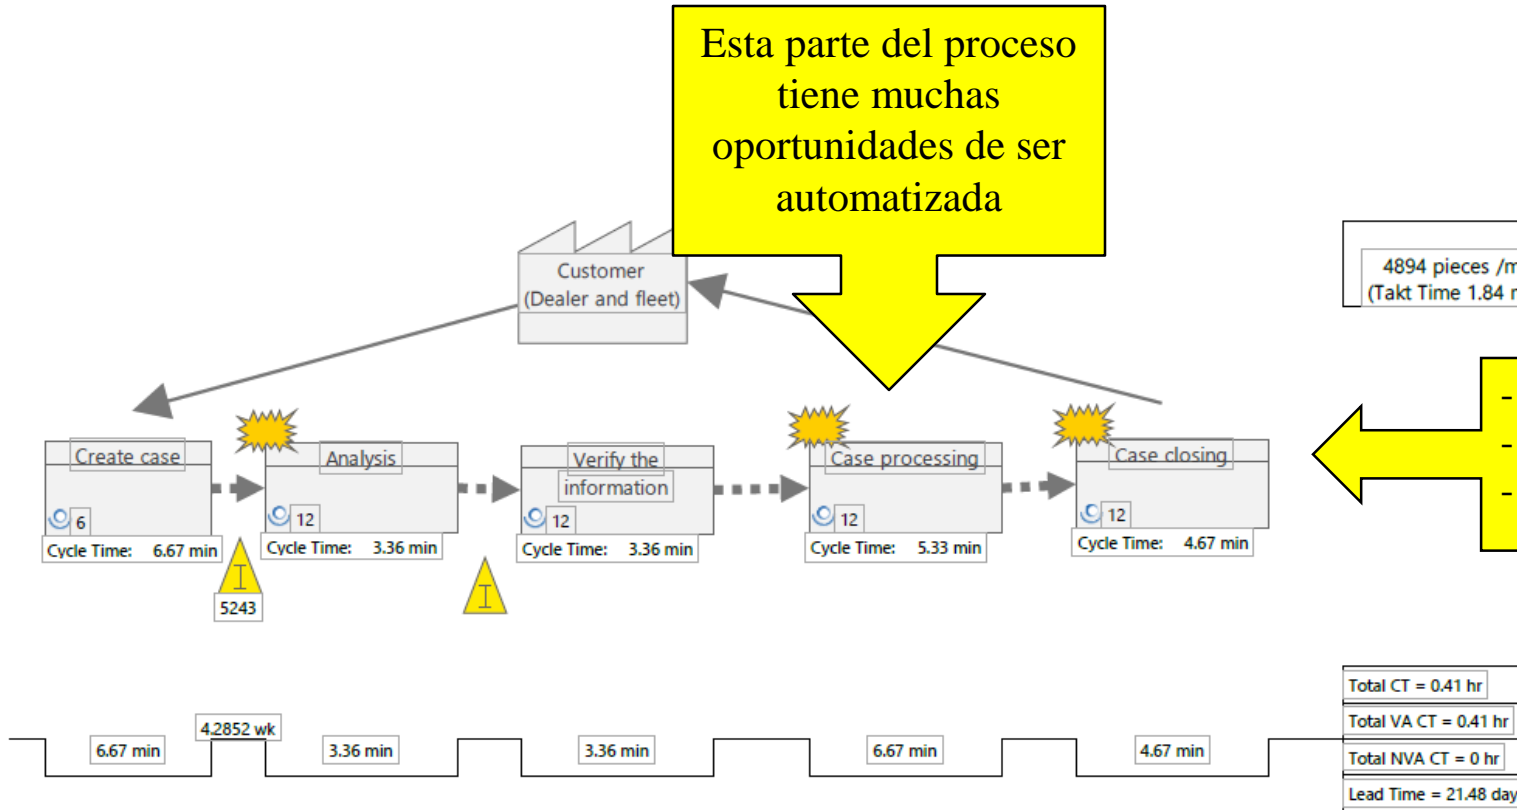 Esta parte del proceso
tiene muchas
oportunidades de ser
automatizada
Customer
(Dealer and fleet)
4894 pieces /m
(Takt Time 1.84
-
-
-
Create case
6
Cycle Time: 6.67 min
Analysis
12
Cycle Time: 3.36 min
Verify the
information
12
Cycle Time: 3.36 min
Case processing
12
Cycle Time: 5.33 min
Case closing
12
Cycle Time: 4.67 min
I
5243
I
6.67 min
4.2852 wk
3.36 min
3.36 min
6.67 min
4.67 min
Total CT = 0.41 hr
Total VA CT = 0.41 hr
Total NVA CT = 0 hr
Lead Time = 21.48 day